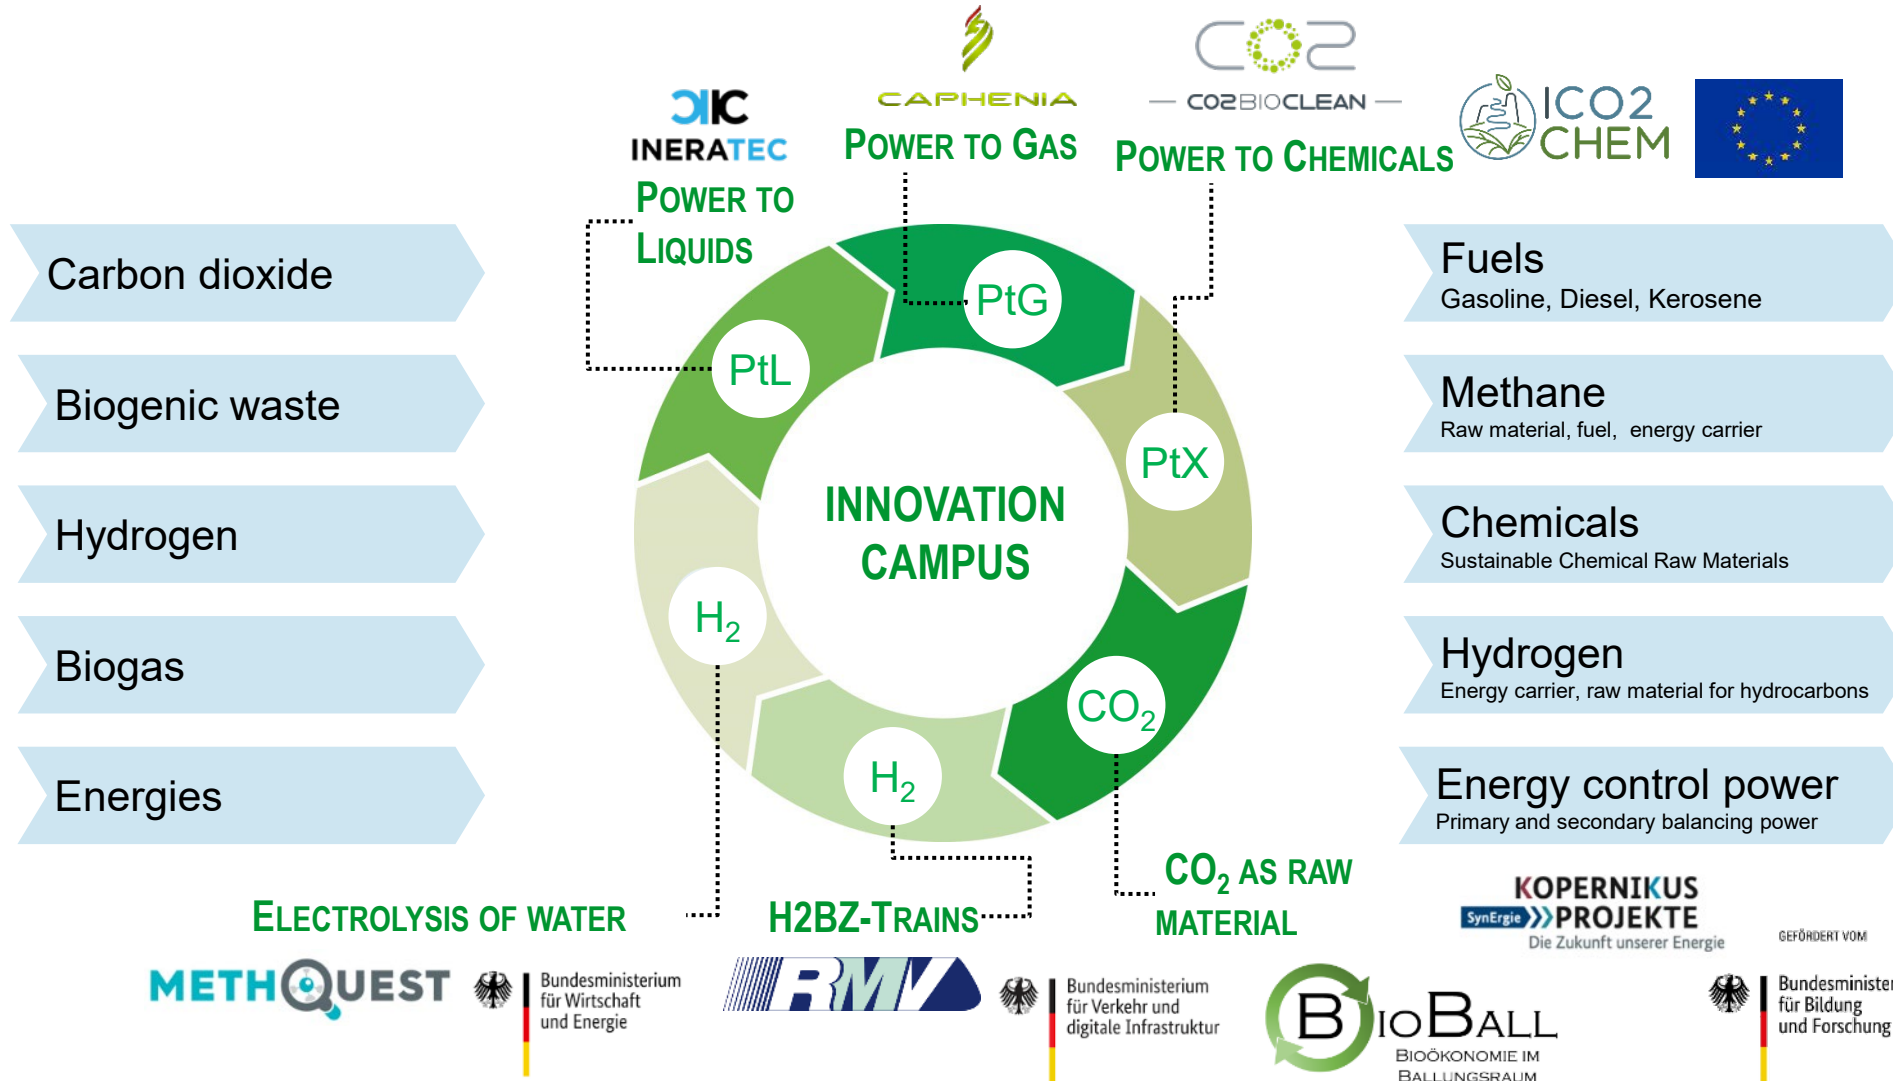 CAPHENIA
CO2
CO2BIOCLEAN
INERATEC
ICO2
CHEM
POWER TO GAS
POWER TO CHEMICALS
POWER TO
LIQUIDS
Carbon dioxide
Biogenic waste
Hydrogen
Biogas
Energies
PtG
PtL
PtX
INNOVATION
CAMPUS
H₂
CO₂
H₂
Fuels
Gasoline, Diesel, Kerosene
Methane
Raw material, fuel, energy carrier
Chemicals
Sustainable Chemical Raw Materials
Hydrogen
Energy carrier, raw material for hydrocarbons
Energy control power
Primary and secondary balancing power
ELECTROLYSIS OF WATER
H2BZ-TRAINS
CO₂ AS RAW
MATERIAL
METHQUEST
Bundesministerium
für Wirtschaft
und Energie
RMV
Bundesministerium
für Verkehr und
digitale Infrastruktur
BIOBALL
BIOÖKONOMIE IM
BALLUNGSRAUM
KOPERNIKUS
SynErgie PROJEKTE
Die Zukunft unserer Energie
GEFÖRDERT VOM
Bundesminister
für Bildung
und Forschung